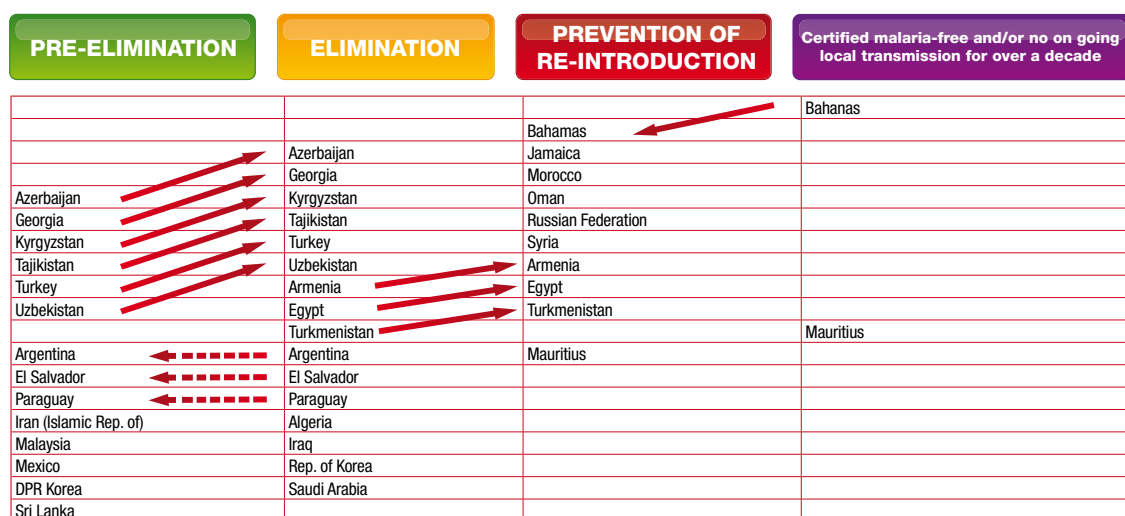 PRE-ELIMINATION
ELIMINATION
PREVENTION OF
RE-INTRODUCTION
Certified malaria-free and/or no on going
local transmission for over a decade
Bahanas
Bahamas
Azerbaijan Jamaica
Georgia Morocco
Azerbaijan Kyrgyzstan Oman
Georgia Tajikistan Russian Federation
Kyrgyzstan Turkey Syria
Tajikistan Uzbekistan Armenia
Turkey Armenia Egypt
Uzbekistan Egypt Turkmenistan
Turkmenistan Mauritius
Argentina Argentina Mauritius
El Salvador El Salvador
Paraguay Paraguay
Iran (Islamic Rep. of) Algeria
Malaysia Iraq
Mexico Rep. of Korea
DPR Korea Saudi Arabia
Sri Lanka